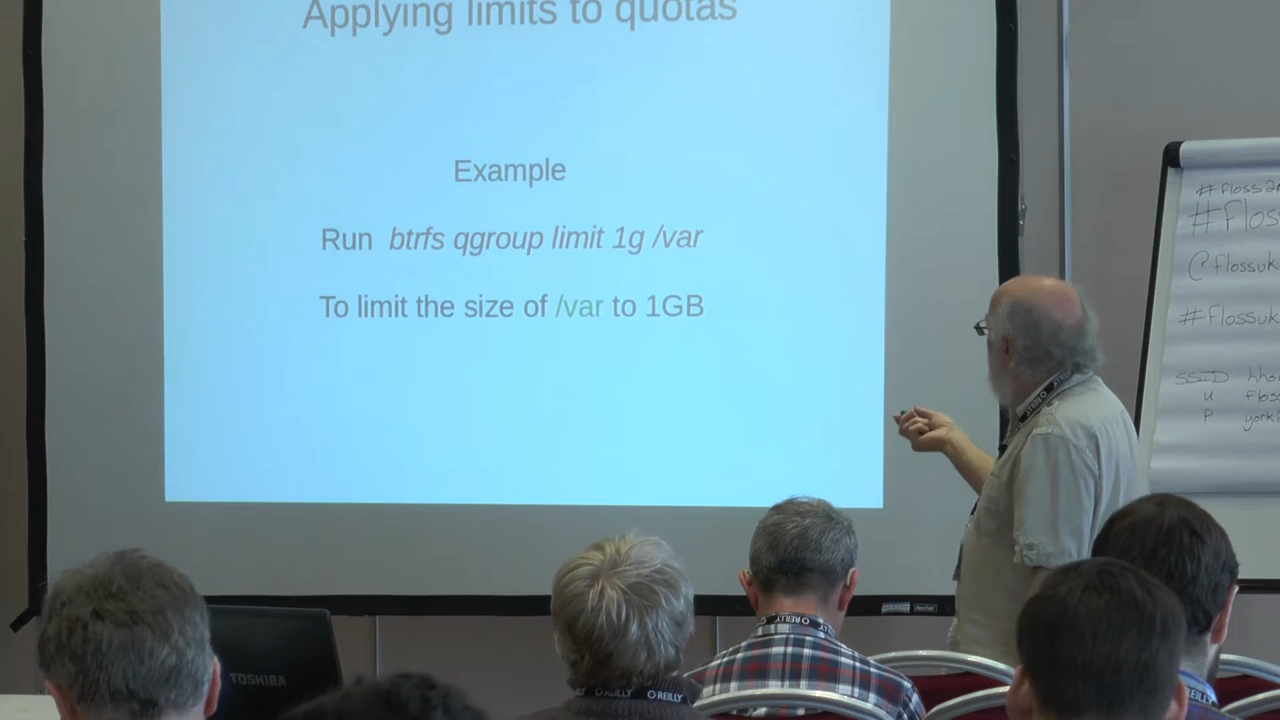 Applying limits to quotas
Example
Run btrfs qgroup limit 1g /var
To limit the size of /var to 1GB
#floss
@flossuk
#flossuk
SSID
U
P
TOSHIBA
O'REILLY
O'REILLY
O'REILLY